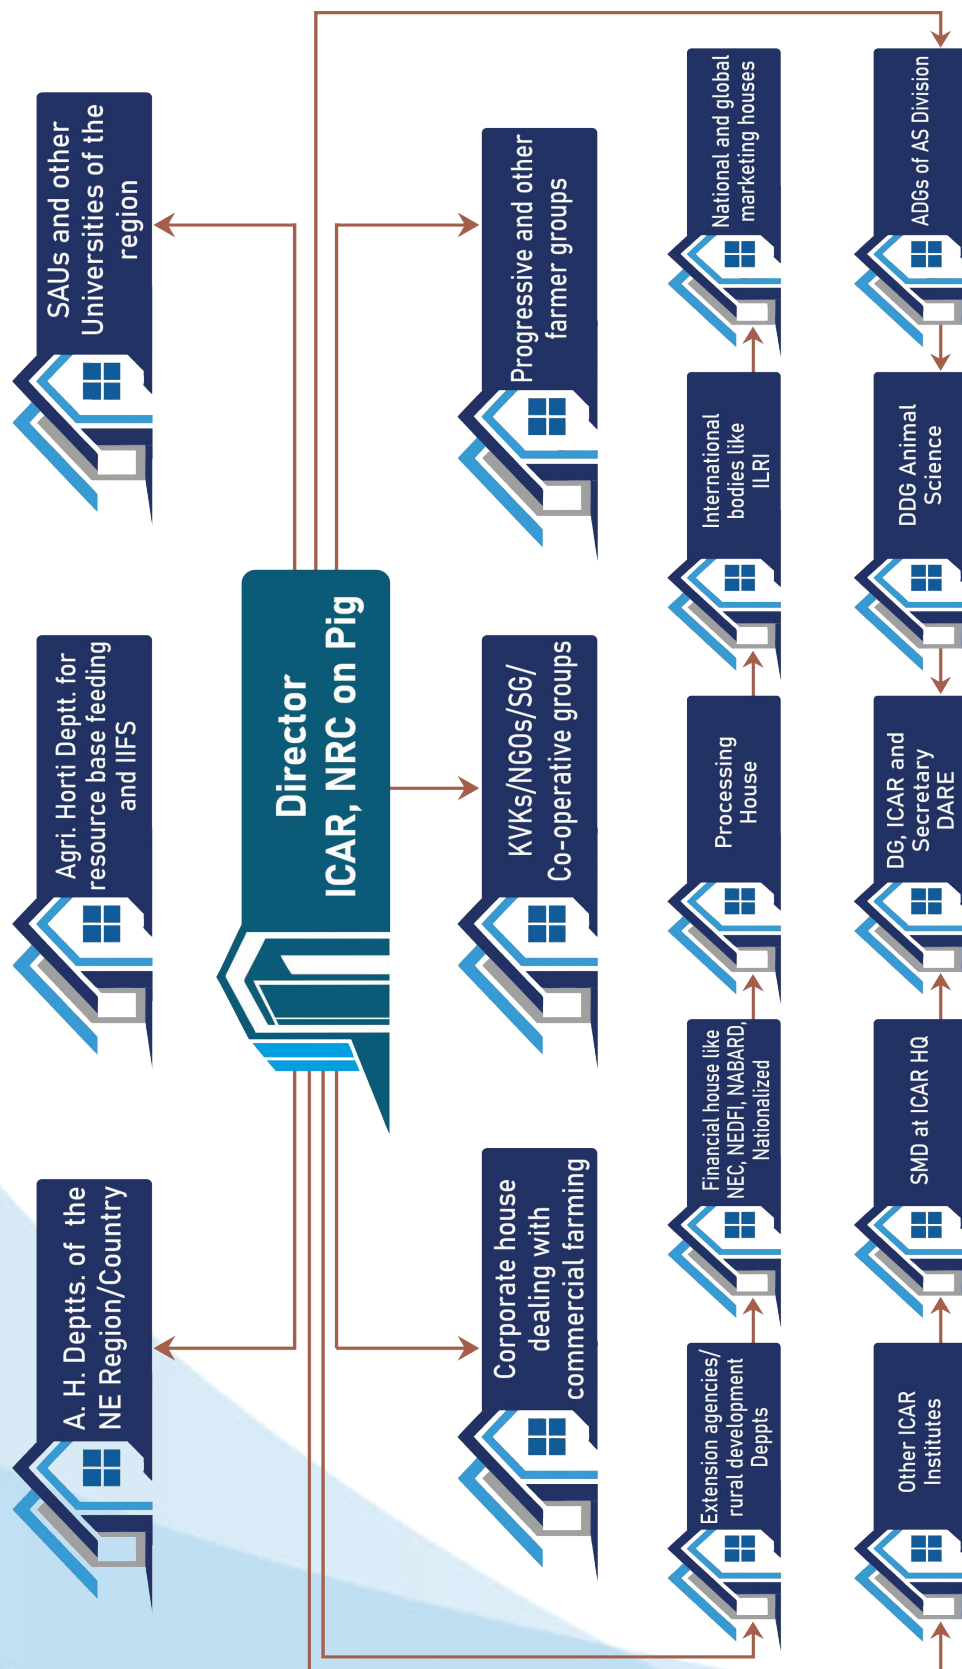 A. H. Deptts. of the
NE Region/Country
Agri. Horti Deptt. for
resource base feeding
and IIFS
SAUs and other
Universities of the
region
Director
ICAR, NRC on Pig
Corporate house
dealing with
commercial farming
KVKs/NGOs/SG/
Co-operative groups
Progressive and other
farmer groups
Extension agencies/
rural development
Deppts
Financial house like
NEC, NEDFI, NABARD,
Nationalized
Processing
House
International
bodies like
ILRI
National and global
marketing houses
Other ICAR
Institutes
SMD at ICAR HQ
DG, ICAR and
Secretary
DARE
DDG Animal
Science
ADGs of AS Division